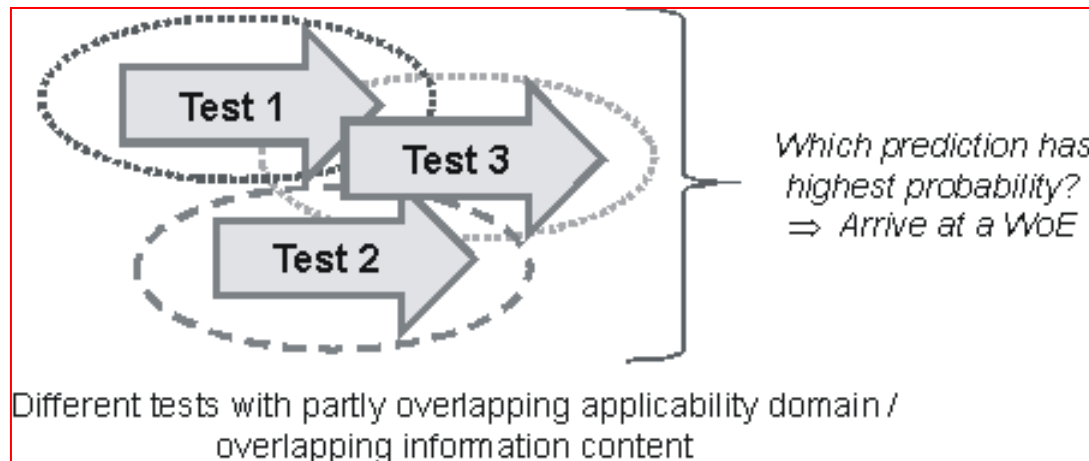 Test 1
Test 3
Test 2
Which prediction has
highest probability?
⇒ Arrive at a WoE
Different tests with partly overlapping applicability domain /
overlapping information content